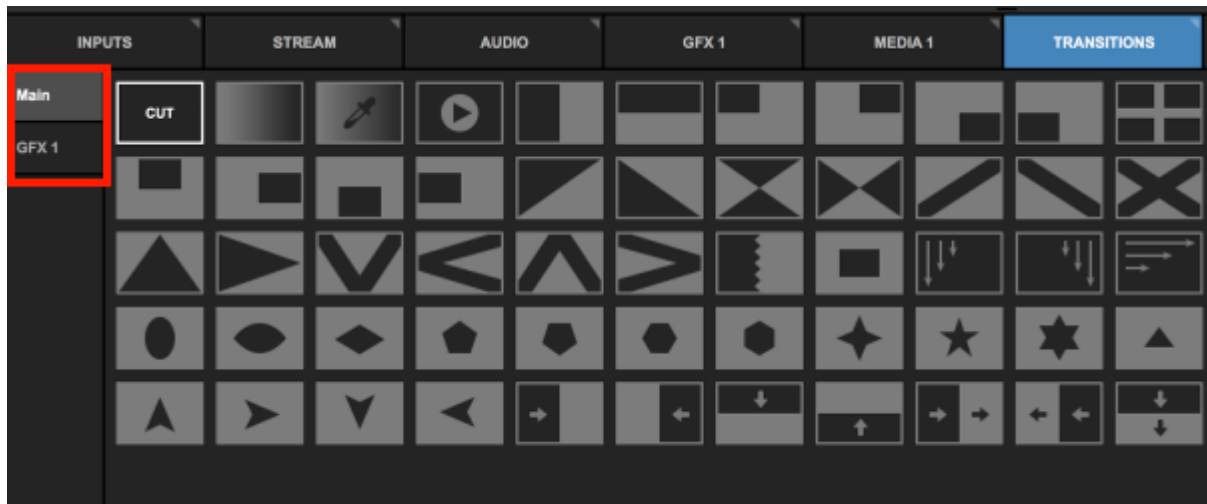 INPUTS STREAM AUDIO GFX 1 MEDIA 1 TRANSITIONS
Main
CUT
GFX 1